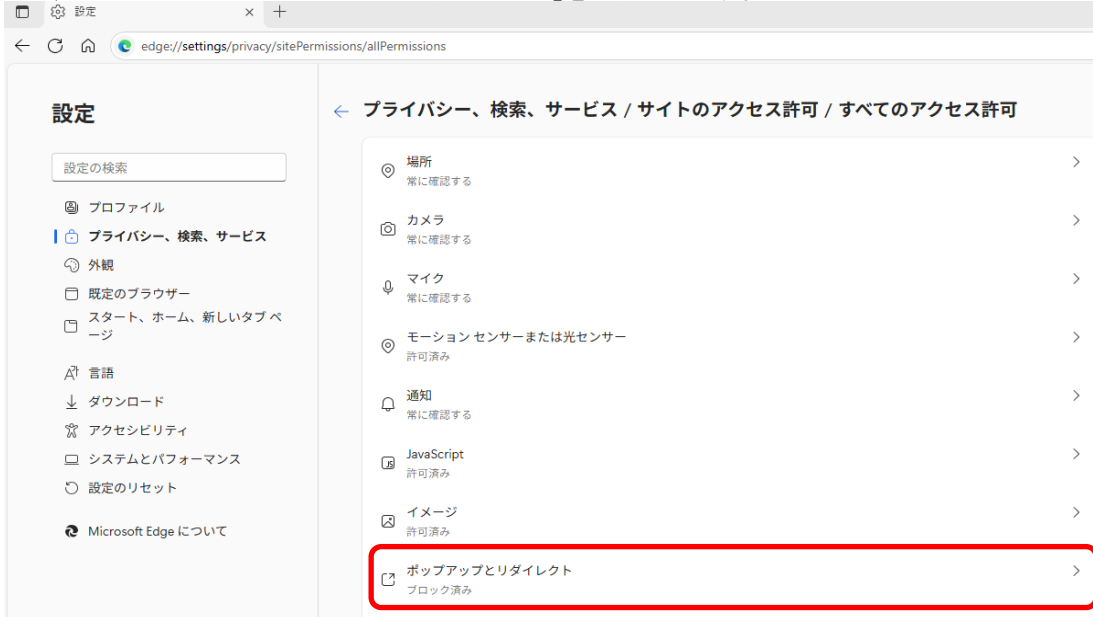 設定
edge://settings/privacy/sitePermissions/allPermissions
設定
設定の検索
プロファイル
プライバシー、検索、サービス
外観
既定のブラウザー
スタート、ホーム、新しいタブ ペ
ージ
言語
ダウンロード
アクセシビリティ
システムとパフォーマンス
設定のリセット
Microsoft Edge について
プライバシー、検索、サービス / サイトのアクセス許可 / すべてのアクセス許可
場所
常に確認する
カメラ
常に確認する
マイク
常に確認する
モーション センサーまたは光センサー
許可済み
通知
常に確認する
JavaScript
許可済み
イメージ
許可済み
ポップアップとリダイレクト
ブロック済み